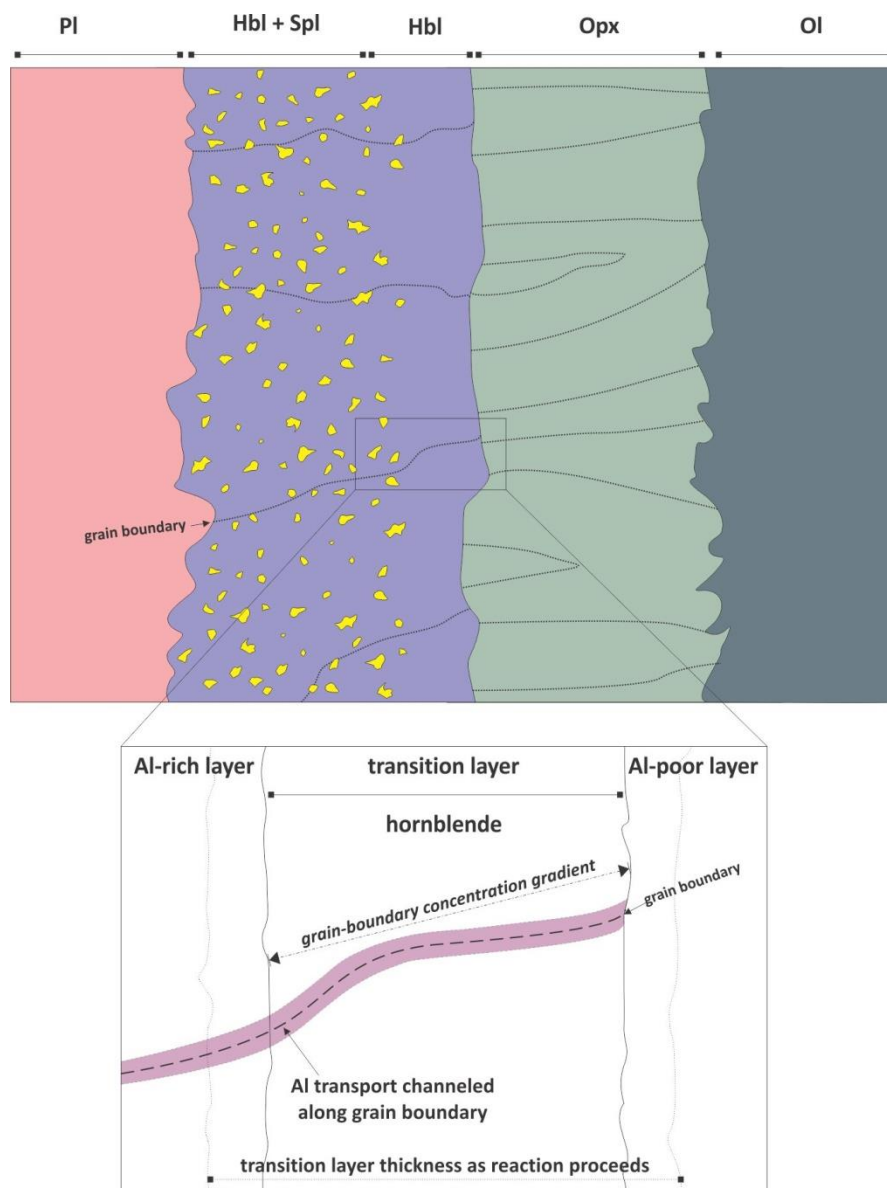 Pl
Hbl + Spl
Hbl
Opx
Ol
grain boundary
Al-rich layer
transition layer
Al-poor layer
hornblende
grain-boundary concentration gradient
grain boundary
Al transport channeled
along grain boundary
transition layer thickness as reaction proceeds